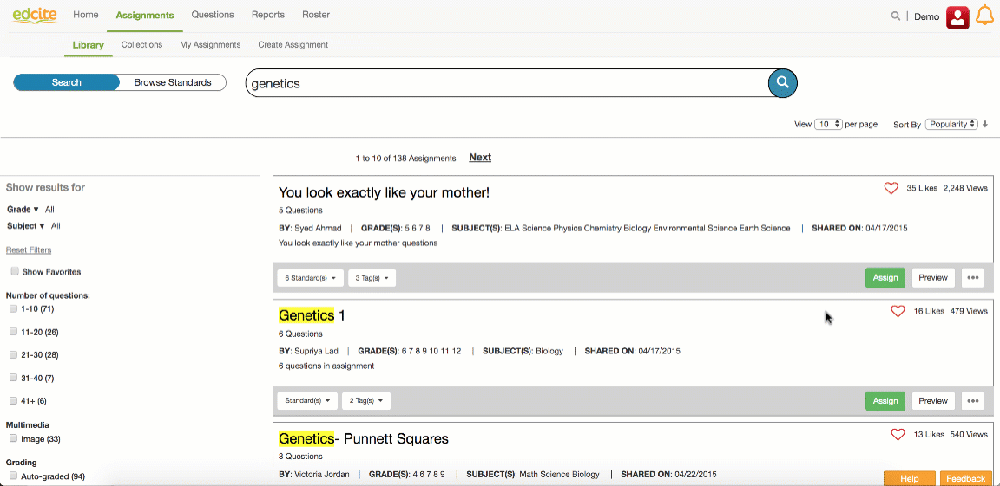 edcite Home Assignments Questions Reports Roster Demo
Library Collections My Assignments Create Assignment
Search Browse Standards genetics
View 10 per page Sort By Popularity
1 to 10 of 138 Assignments Next
Show results for
Grade ▼ All
Subject ▼ All
Reset Filters
Show Favorites
Number of questions:
1-10 (71)
11-20 (26)
21-30 (28)
31-40 (7)
41+ (6)
Multimedia
Image (33)
Grading
Auto-graded (94)
You look exactly like your mother! 35 Likes 2,248 Views
5 Questions
BY: Syed Ahmad | GRADE(S): 5 6 7 8 | SUBJECT(S): ELA Science Physics Chemistry Biology Environmental Science Earth Science | SHARED ON: 04/17/2015
You look exactly like your mother questions
6 Standard(s) 3 Tag(s) Assign Preview •••
Genetics 1 16 Likes 479 Views
6 Questions
BY: Supriya Lad | GRADE(S): 6 7 8 9 10 11 12 | SUBJECT(S): Biology | SHARED ON: 04/17/2015
6 questions in assignment
Standard(s) 2 Tag(s) Assign Preview •••
Genetics- Punnett Squares 13 Likes 540 Views
3 Questions
BY: Victoria Jordan | GRADE(S): 4 6 7 8 9 | SUBJECT(S): Math Science Biology | SHARED ON: 04/22/2015
Help Feedback